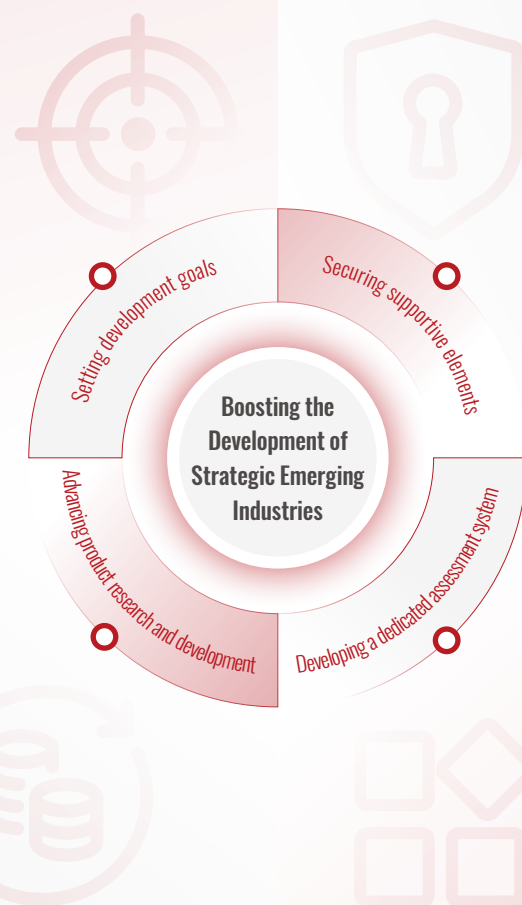 Setting development goals
Securing supportive elements
Boosting the
Development of
Strategic Emerging
Industries
Advancing product research and development
Developing a dedicated assessment system